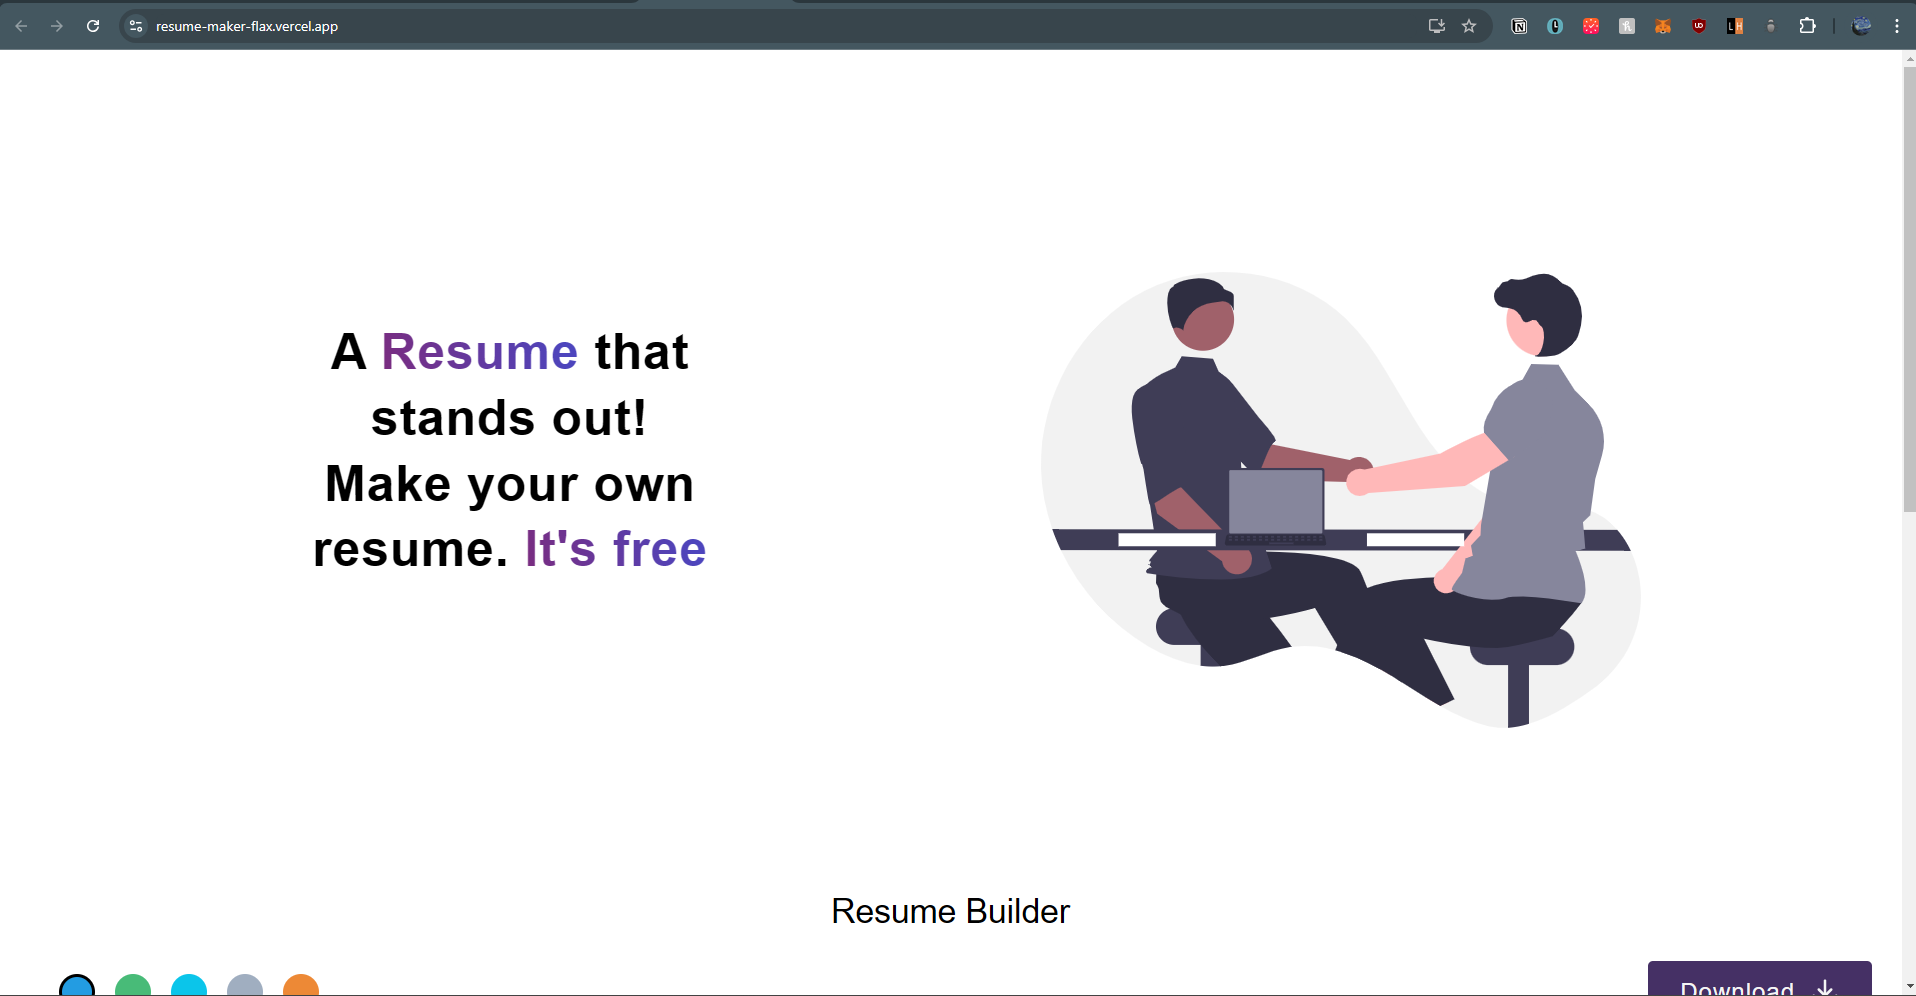 resume-maker-flax.vercel.app
A Resume that
stands out!
Make your own
resume. It's free
Resume Builder
Download